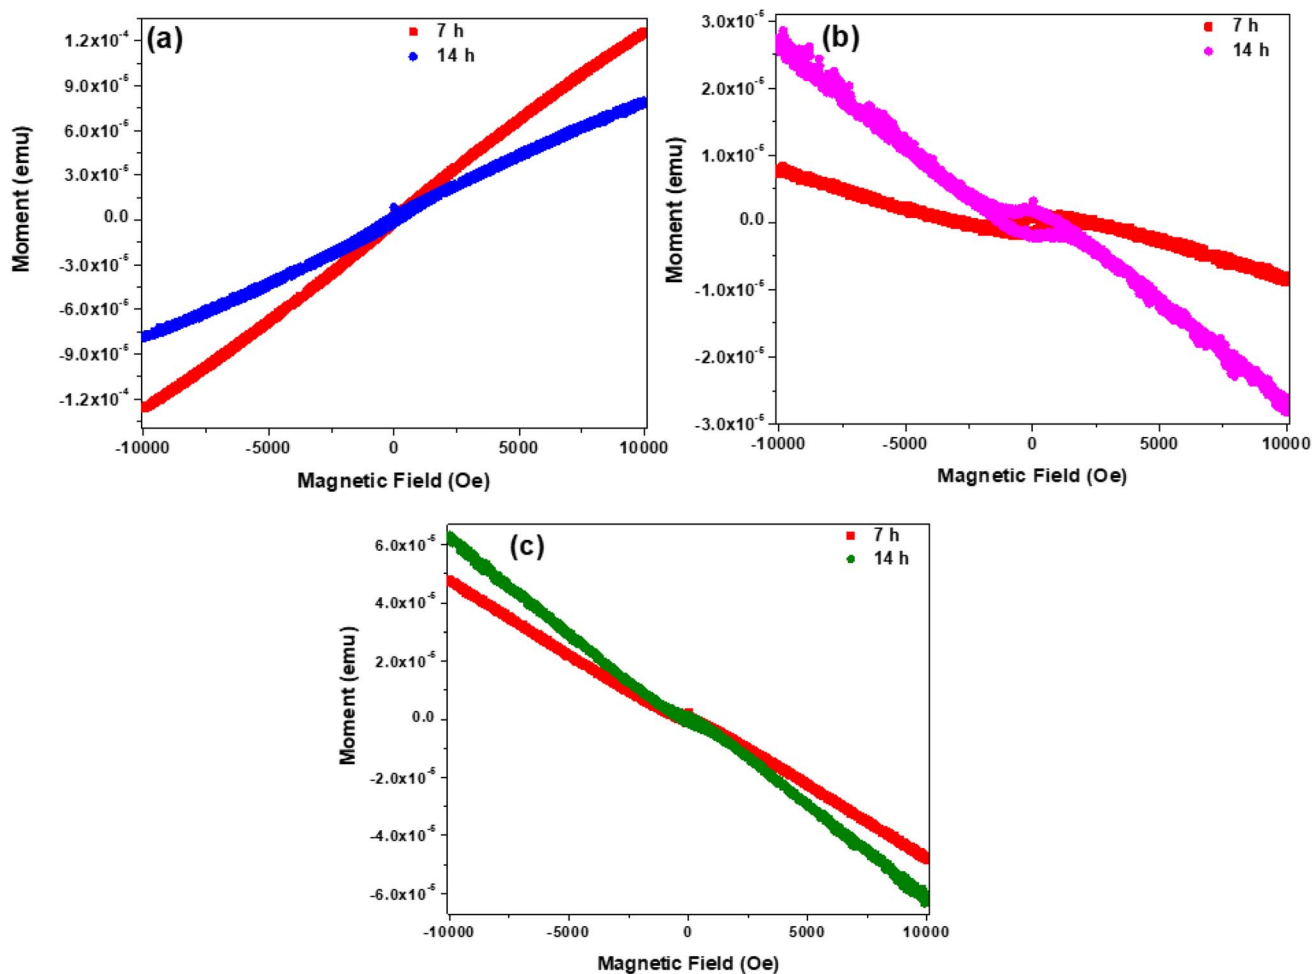 (a)
7 h
14 h
1.2x10⁻⁴
9.0x10⁻⁵
6.0x10⁻⁵
3.0x10⁻⁵
0.0
-3.0x10⁻⁵
-6.0x10⁻⁵
-9.0x10⁻⁵
-1.2x10⁻⁴
Moment (emu)
-10000 -5000 0 5000 10000
Magnetic Field (Oe)
(b)
7 h
14 h
3.0x10⁻⁵
2.0x10⁻⁵
1.0x10⁻⁵
0.0
-1.0x10⁻⁵
-2.0x10⁻⁵
-3.0x10⁻⁵
Moment (emu)
-10000 -5000 0 5000 10000
Magnetic Field (Oe)
(c)
7 h
14 h
6.0x10⁻⁵
4.0x10⁻⁵
2.0x10⁻⁵
0.0
-2.0x10⁻⁵
-4.0x10⁻⁵
-6.0x10⁻⁵
Moment (emu)
-10000 -5000 0 5000 10000
Magnetic Field (Oe)